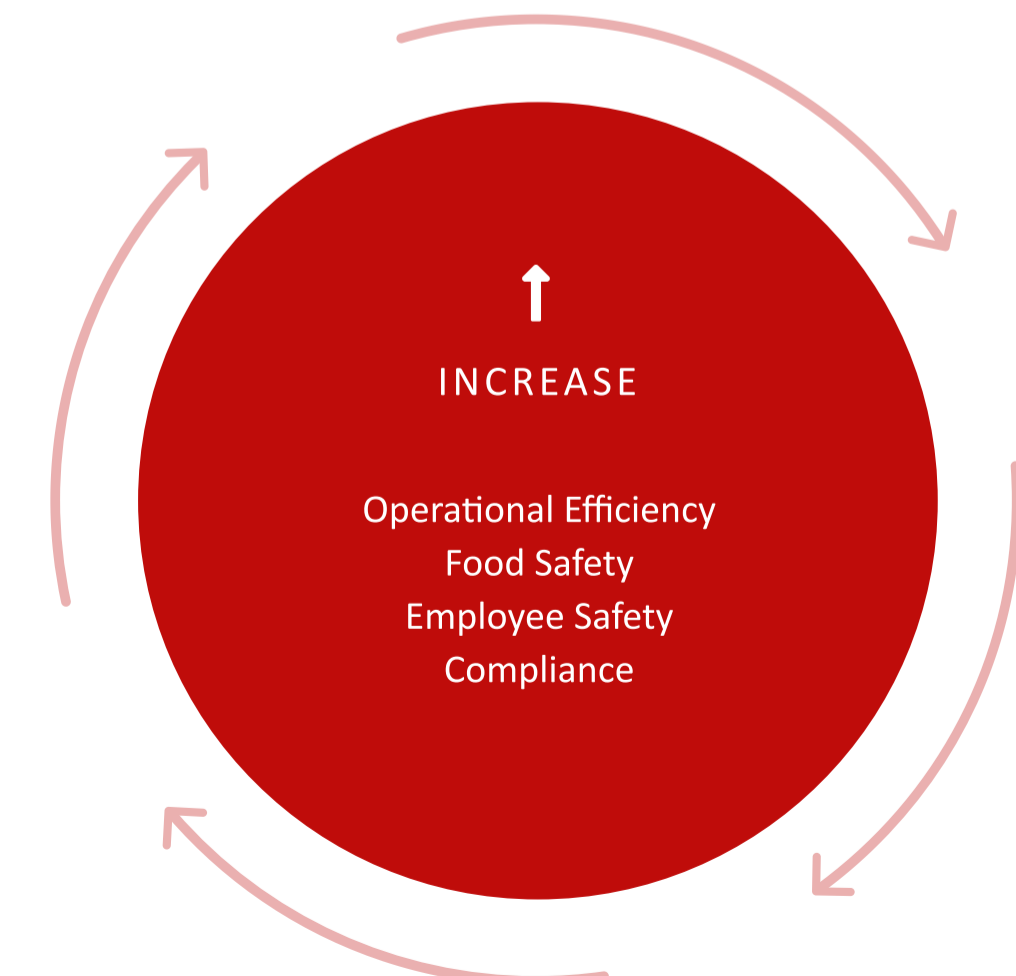 INCREASE
Operational Efficiency
Food Safety
Employee Safety
Compliance